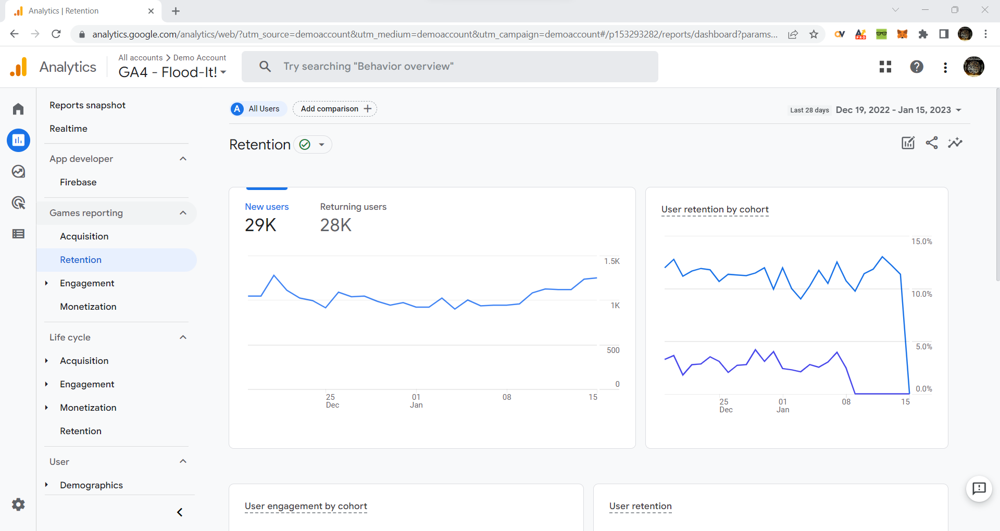 Analytics | Retention
analytics.google.com/analytics/web/?utm_source=demoaccount&utm_medium=demoaccount&utm_campaign=demoaccount#/p153293282/reports/dashboard?params...
PRO
Analytics
All accounts > Demo Account
GA4 - Flood-It!
Try searching "Behavior overview"
Reports snapshot
Realtime
App developer
Firebase
Games reporting
Acquisition
Retention
Engagement
Monetization
Life cycle
Acquisition
Engagement
Monetization
Retention
User
Demographics
A All Users
Add comparison +
Last 28 days Dec 19, 2022 - Jan 15, 2023
Retention
New users
29K
Returning users
28K
1.5K
1K
500
0
25
Dec
01
Jan
08
15
User retention by cohort
15.0%
10.0%
5.0%
0.0%
25
Dec
01
Jan
08
15
User engagement by cohort
User retention